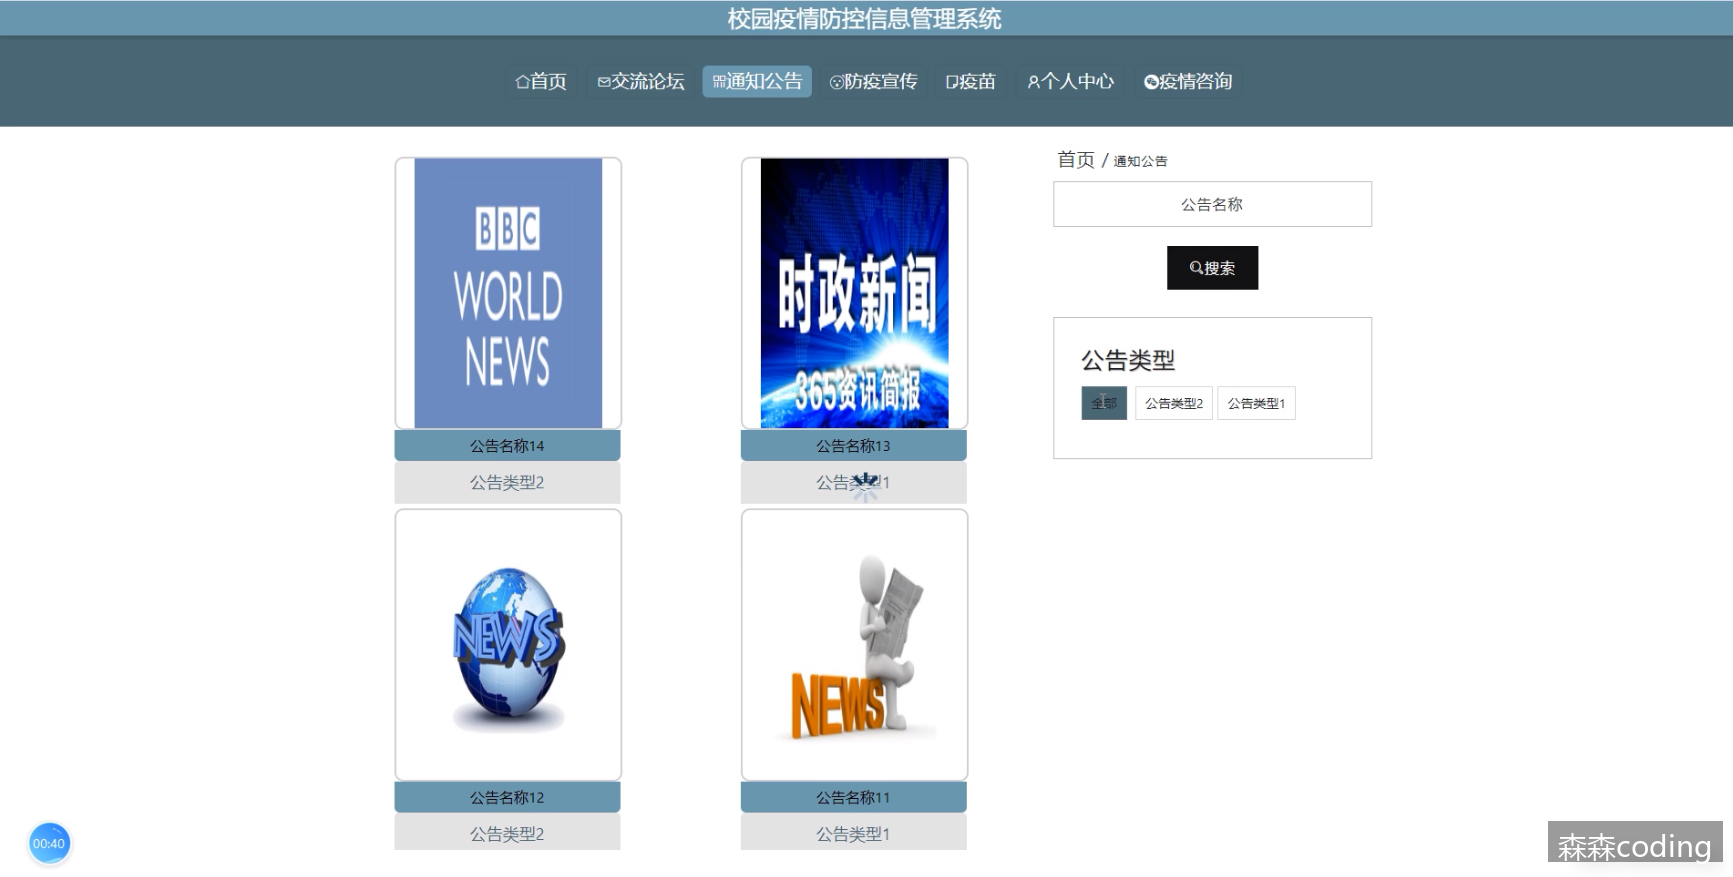 校园疫情防控信息管理系统
首页 交流论坛 通知公告 防疫宣传 疫苗 个人中心 疫情咨询
首页 / 通知公告
公告名称
搜索
公告类型
全部 公告类型2 公告类型1
BBC
WORLD
NEWS
时政新闻
365资讯简报
公告名称14 公告名称13
公告类型2 公告类型1
NEWS
NEWS
公告名称12 公告名称11
公告类型2 公告类型1
00:40
森森coding